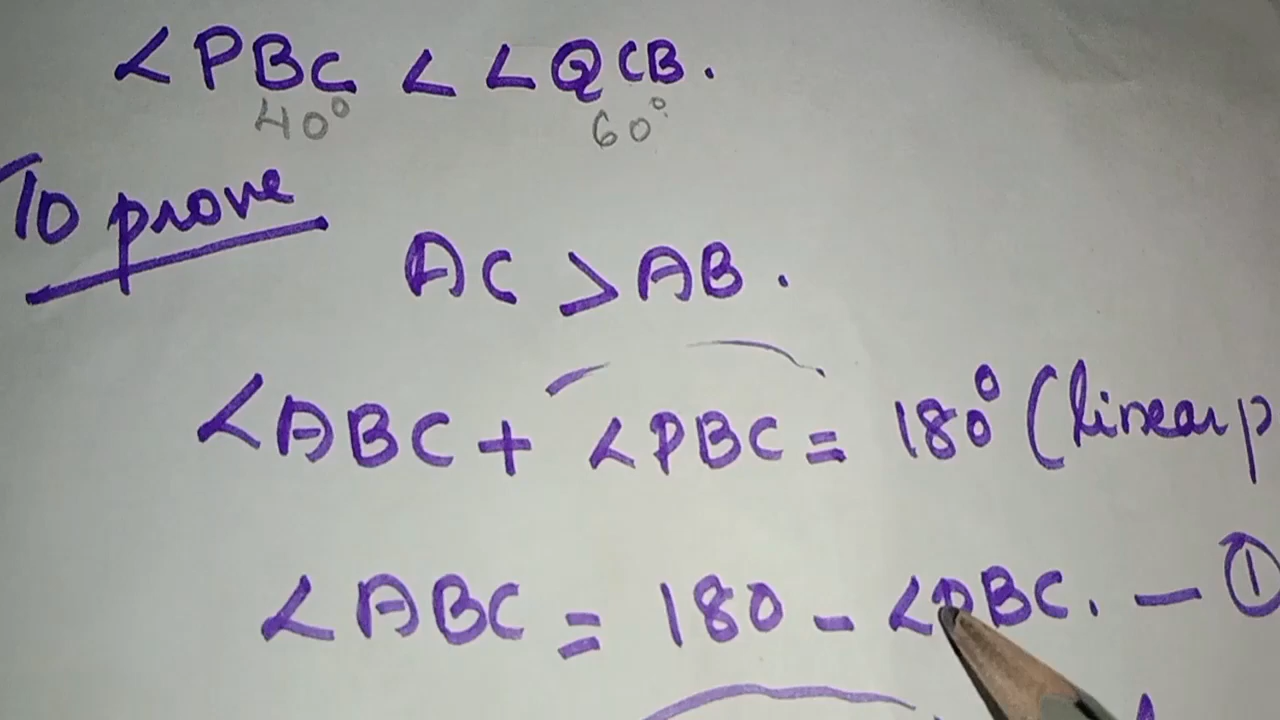 ∠PBC < ∠QCB.
40° 60°
To prove
AC > AB.
∠ABC + ∠PBC = 180° (linear p
∠ABC = 180 - ∠PBC. - ①